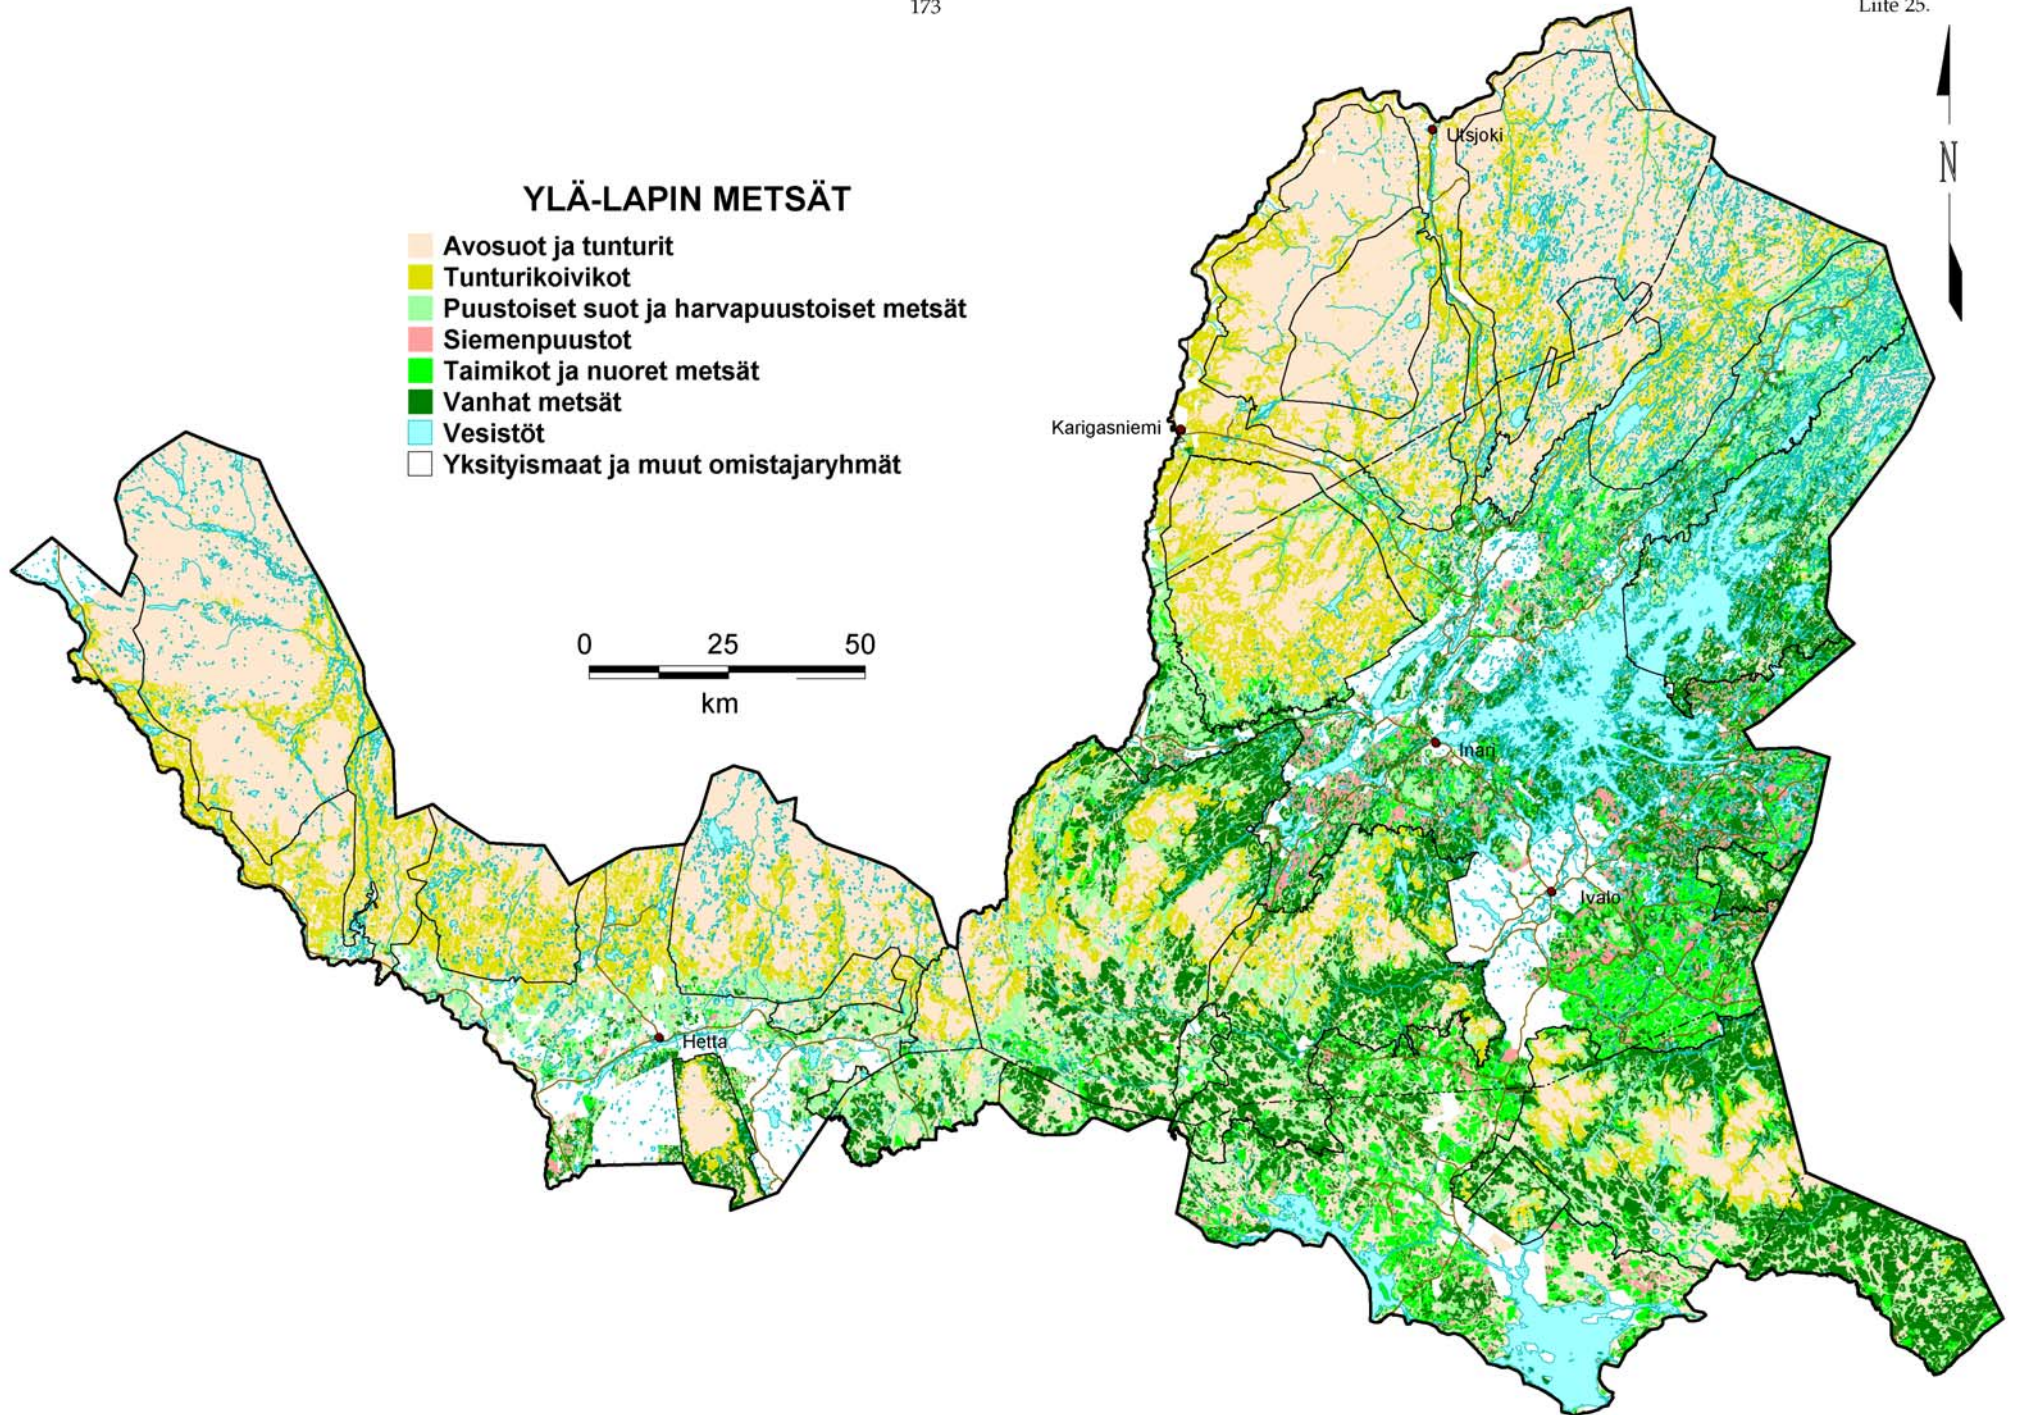 173
Liite 25.
N
YLÄ-LAPIN METSÄT
Avosuot ja tunturit
Tunturikoivikot
Puustoiset suot ja harvapuustoiset metsät
Siemenpuustot
Taimikot ja nuoret metsät
Vanhat metsät
Vesistöt
Yksityismaat ja muut omistajaryhmät
0 25 50
km
Utsjoki
Karigasniemi
Inari
Ivalo
Hetta